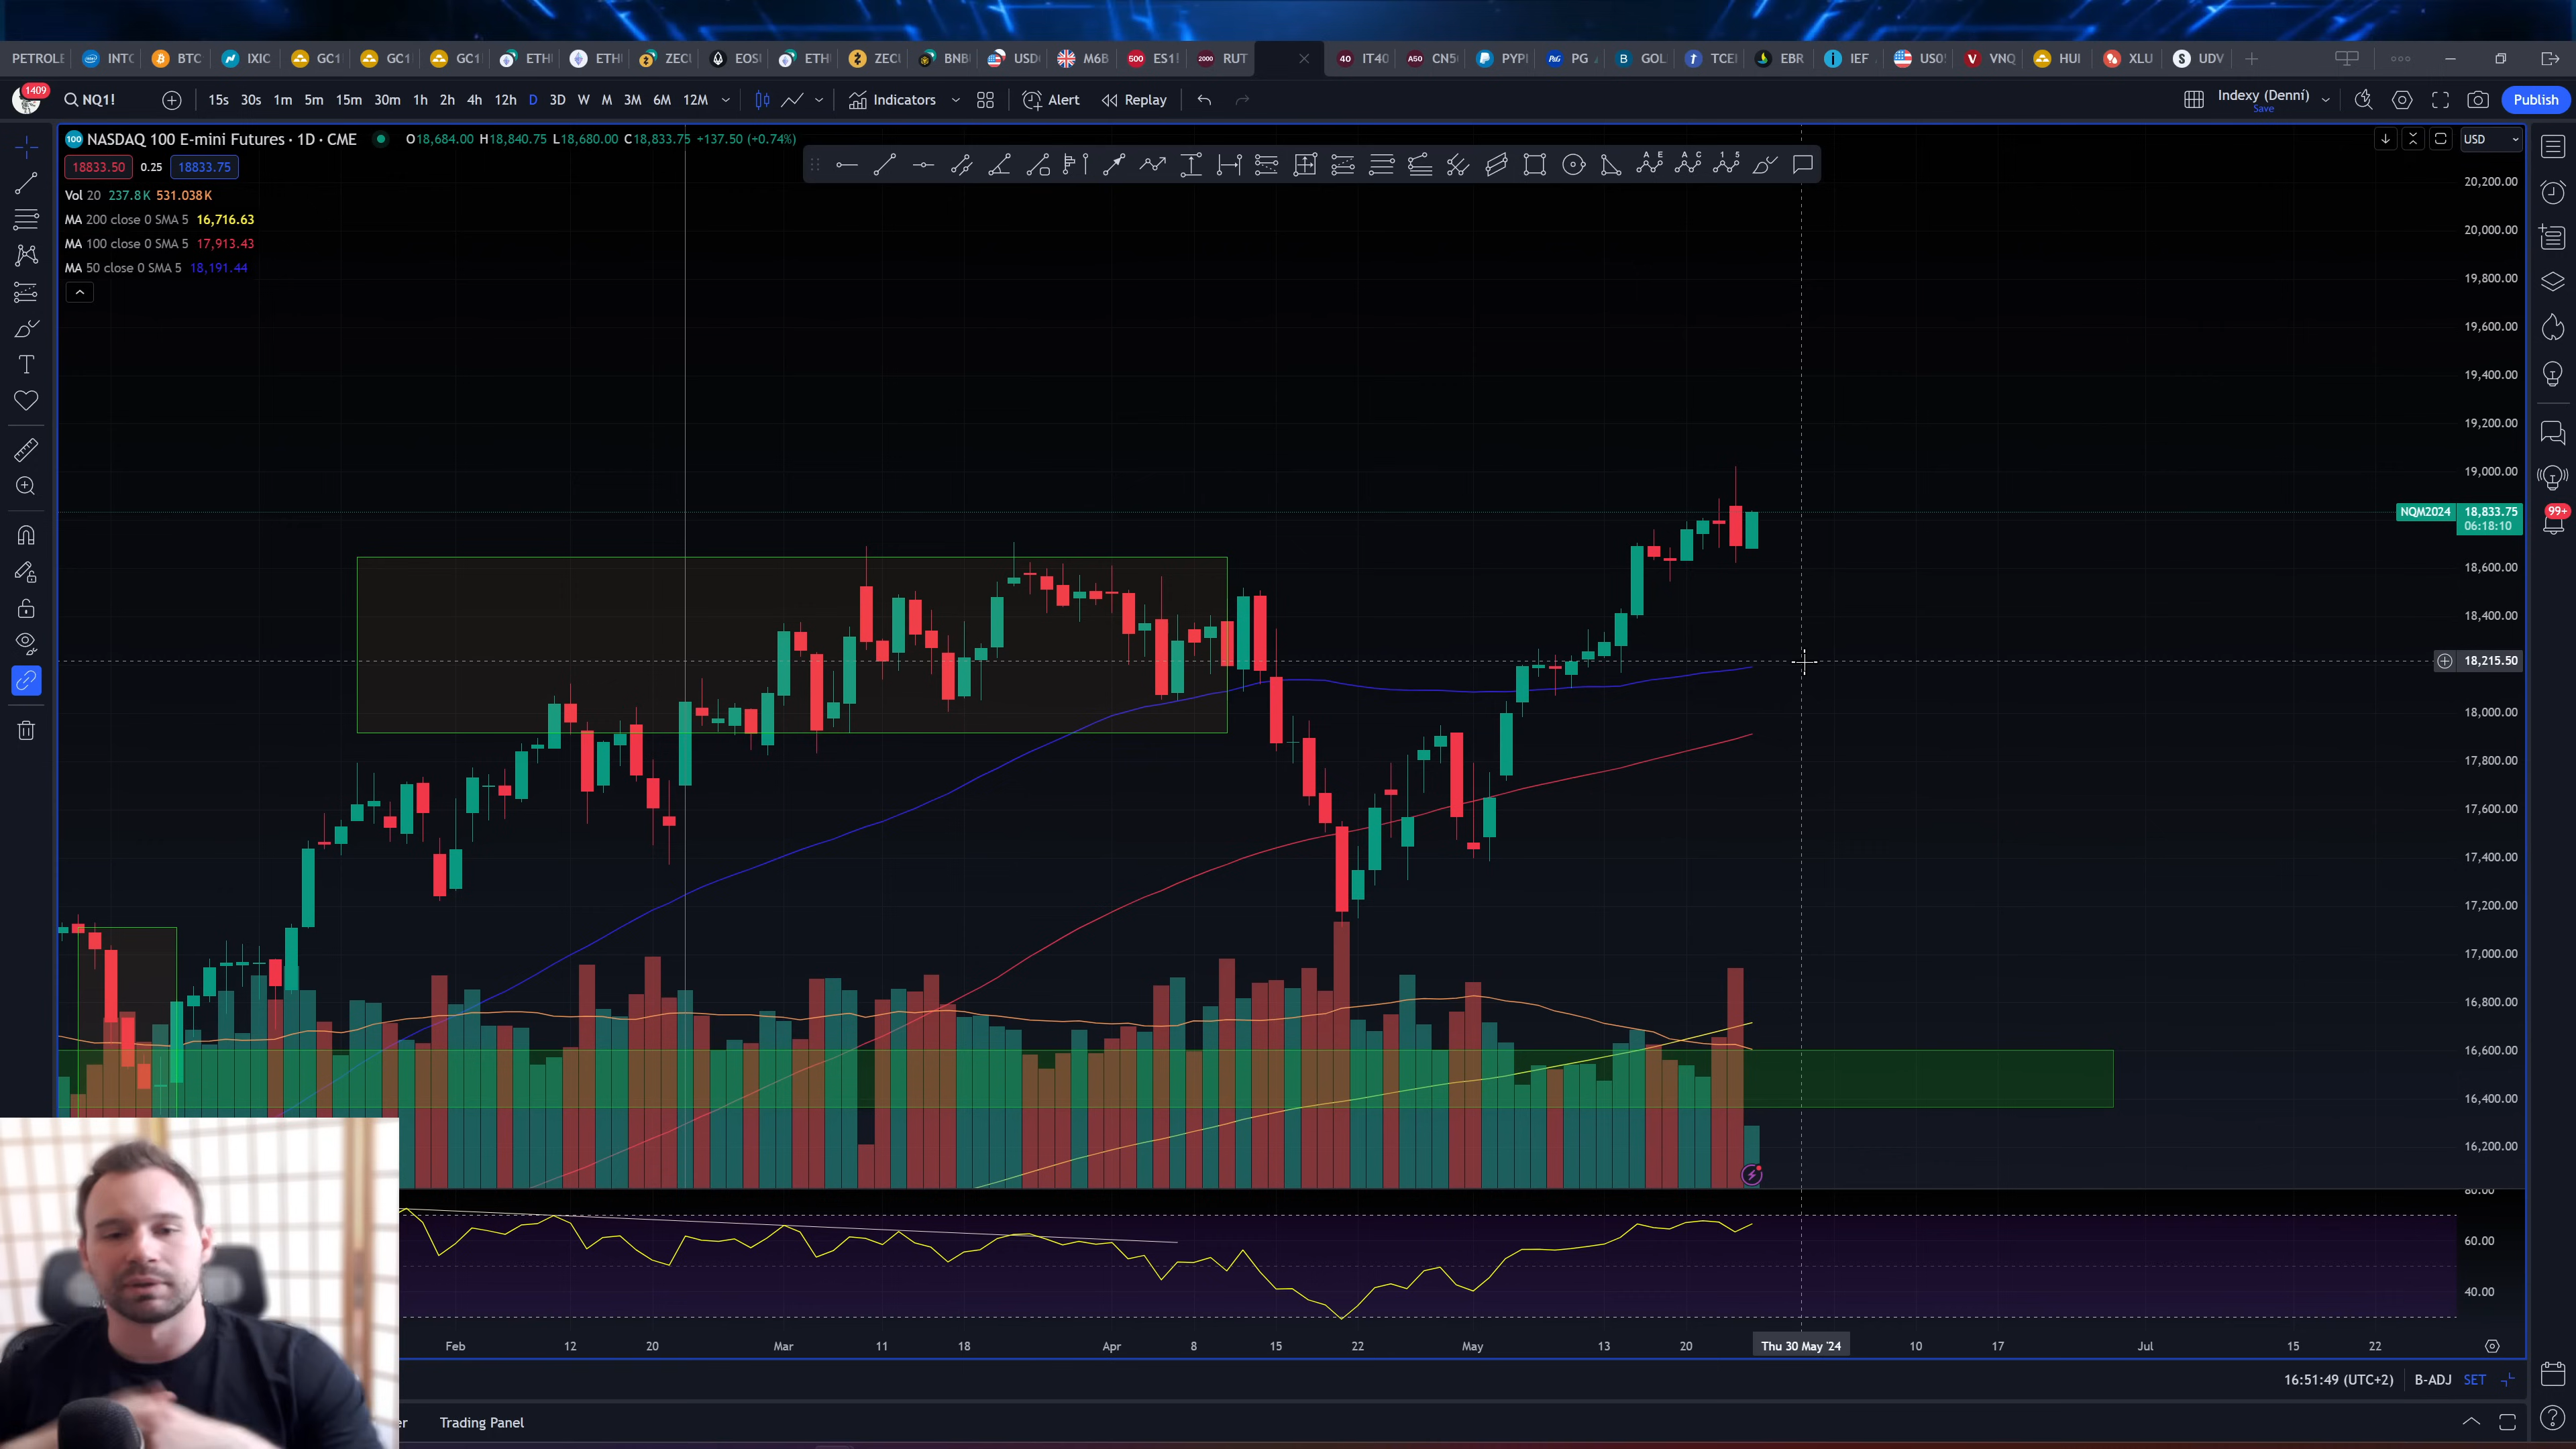 PETROLE INTC BTC IXIC GC1 GC1 GC1 ETH ETH ZECU EOSI ETH ZECU BNB USD M6B ES1! RUT IT40 CN5 PYPL PG GOL TCEI EBR IEF US0 VNQ HUI XLU UDV
1409 NQ1! 15s 30s 1m 5m 15m 30m 1h 2h 4h 12h D 3D W M 3M 6M 12M Indicators Alert Replay Indexy (Denní) Save Publish
NASDAQ 100 E-mini Futures · 1D · CME O18,684.00 H18,840.75 L18,680.00 C18,833.75 +137.50 (+0.74%) USD
18833.50 0.25 18833.75
Vol 20 237.8K 531.038K
MA 200 close 0 SMA 5 16,716.63
MA 100 close 0 SMA 5 17,913.43
MA 50 close 0 SMA 5 18,191.44
20,200.00
20,000.00
19,800.00
19,600.00
19,400.00
19,200.00
19,000.00
NQM2024 18,833.75
06:18:10
99+
18,600.00
18,400.00
18,215.50
18,000.00
17,800.00
17,600.00
17,400.00
17,200.00
17,000.00
16,800.00
16,600.00
16,400.00
16,200.00
80.00
60.00
40.00
Feb 12 20 Mar 11 18 Apr 8 15 22 May 13 20 Thu 30 May '24 10 17 Jul 15 22
16:51:49 (UTC+2) B-ADJ SET
er Trading Panel